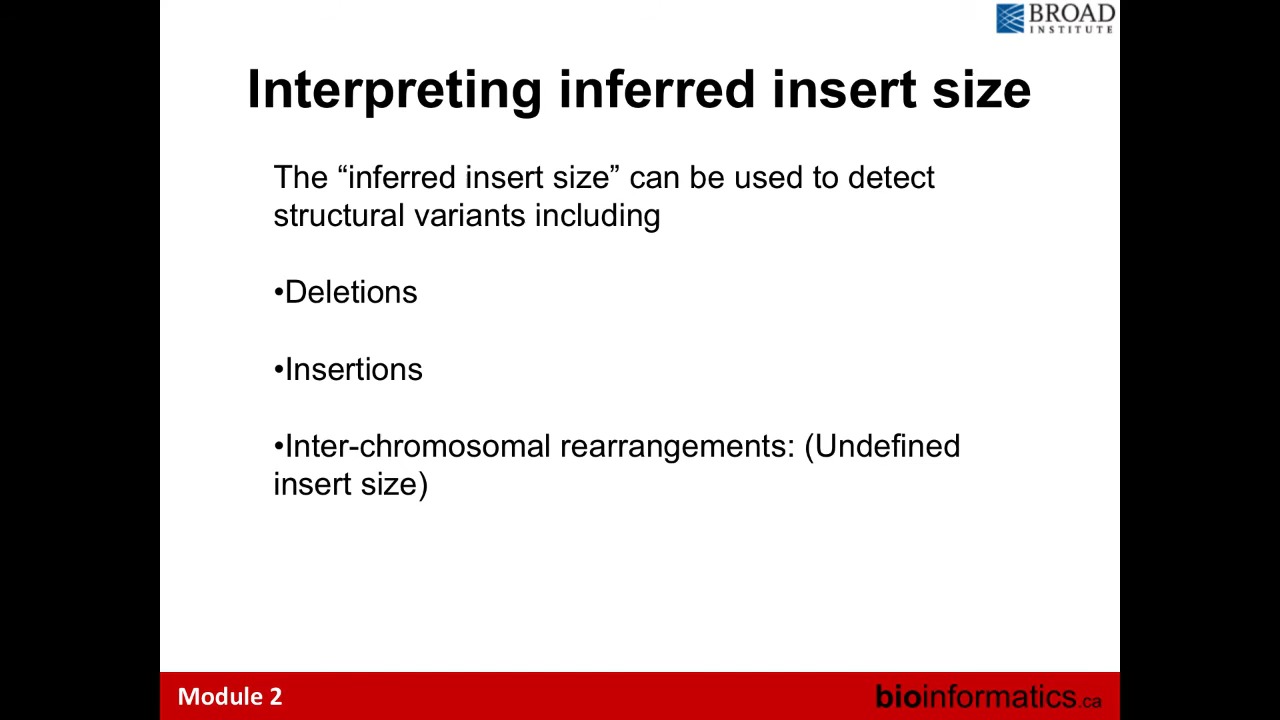 BROAD
INSTITUTE
Interpreting inferred insert size
The “inferred insert size” can be used to detect
structural variants including
•Deletions
•Insertions
•Inter-chromosomal rearrangements: (Undefined
insert size)
Module 2
bioinformatics.ca